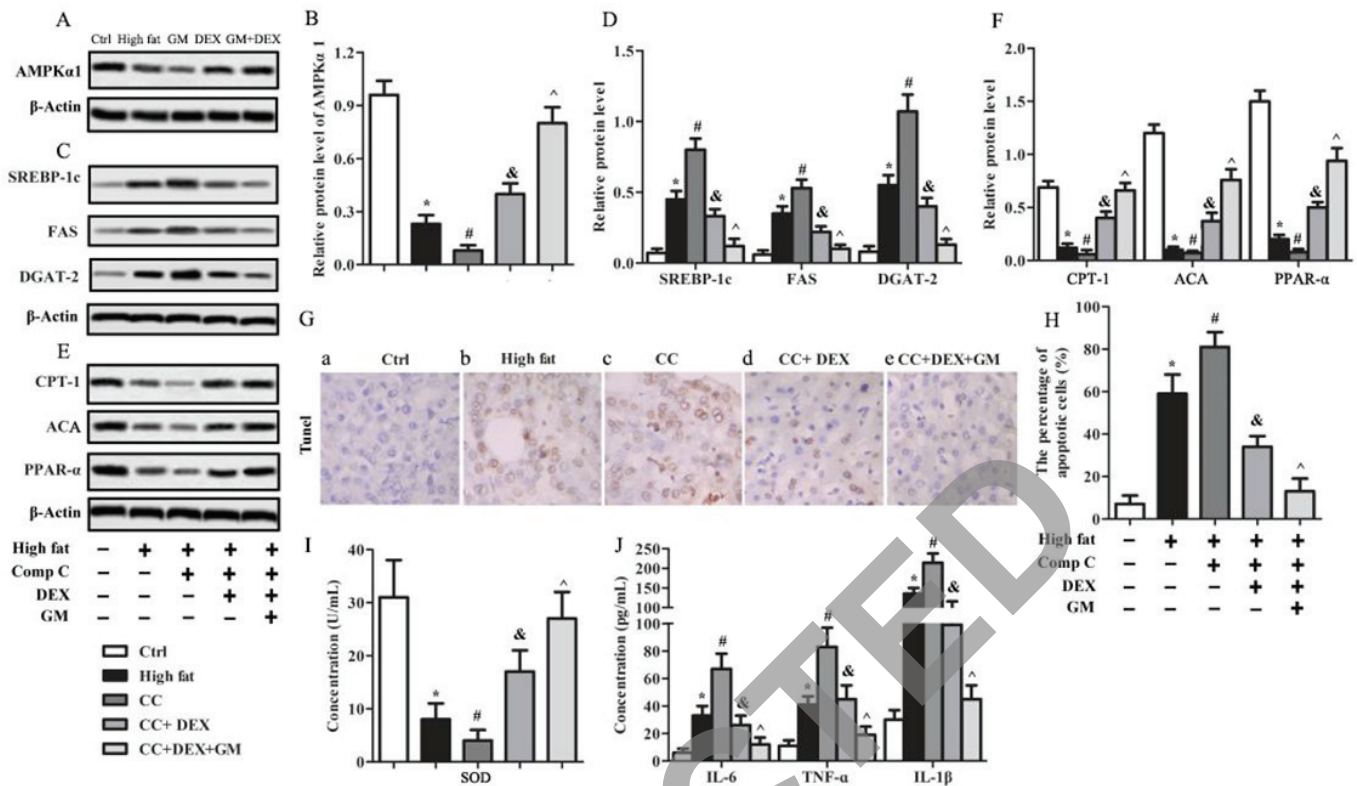 A
Ctrl High fat GM DEX GM+DEX
AMPKα1
β-Actin
C
SREBP-1c
FAS
DGAT-2
β-Actin
E
CPT-1
ACA
PPAR-α
β-Actin
High fat – + + + +
Comp C – – + + +
DEX – – – + +
GM – – – – +
Ctrl
High fat
CC
CC+ DEX
CC+DEX+GM
B
Relative protein level of AMPKα 1
1.2
0.9
0.6
0.3
0.0
* # & ^
D
Relative protein level
1.5
1.0
0.5
0.0
* # & ^ * # & ^ * # & ^
SREBP-1c FAS DGAT-2
F
Relative protein level
2.0
1.5
1.0
0.5
0.0
* # & ^ * # & ^ * # & ^
CPT-1 ACA PPAR-α
G
a Ctrl b High fat c CC d CC+ DEX e CC+DEX+GM
Tunel
H
The percentage of
apoptotic cells (%)
100
80
60
40
20
0
* # & ^
High fat – + + + +
Comp C – – + + +
DEX – – – + +
GM – – – – +
I
Concentration (U/mL)
40
30
20
10
0
* # & ^
SOD
J
Concentration (pg/mL)
250
200
150
100
100
80
60
40
20
0
* # & ^ * # & ^ * # & ^
IL-6 TNF-α IL-1β
CTED